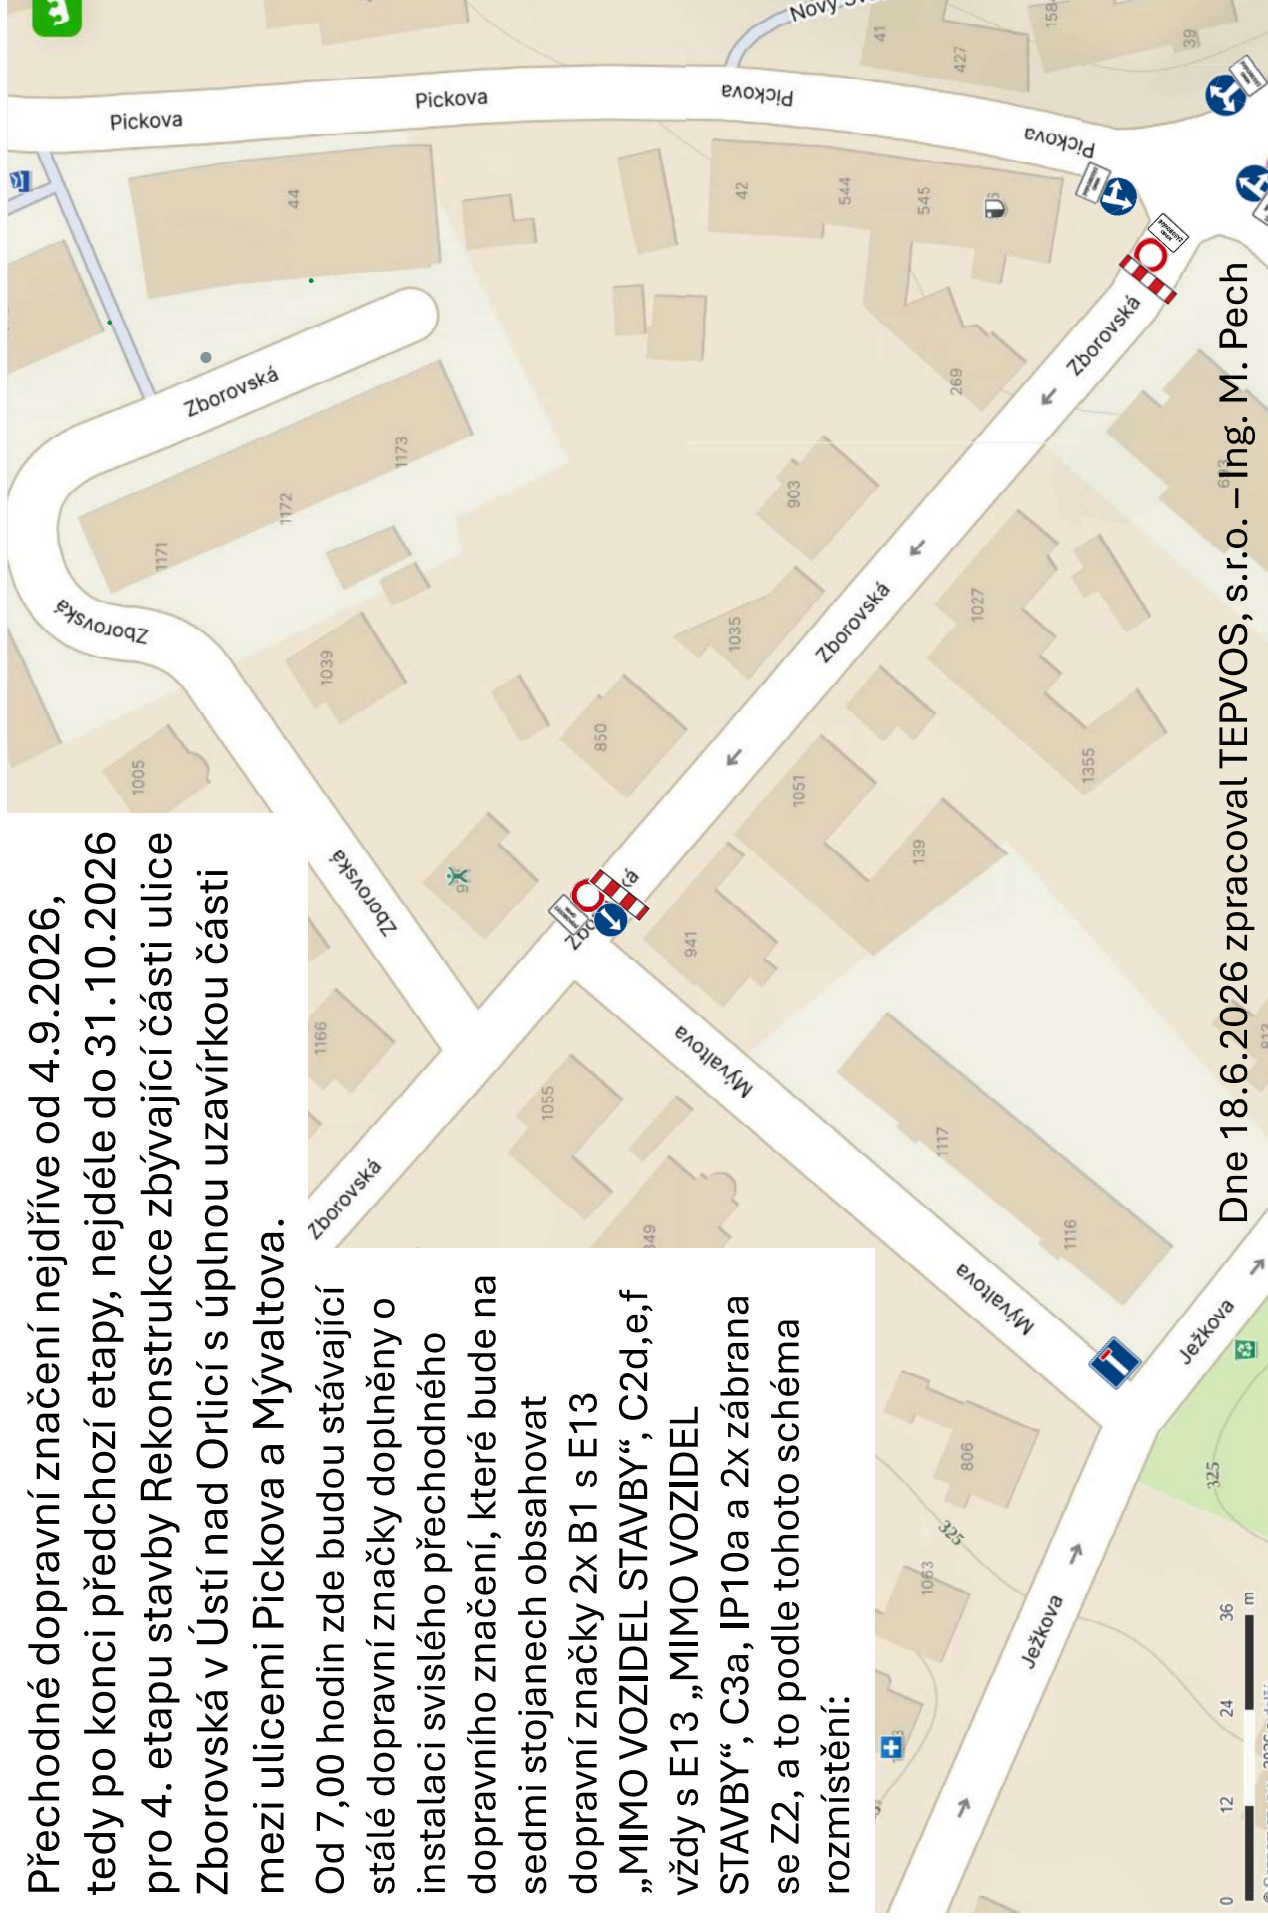 Přechodné dopravní značení nejdříve od 4.9.2026,
tedy po konci předchozí etapy, nejdéle do 31.10.2026
pro 4. etapu stavby Rekonstrukce zbývající části ulice
Zborovská v Ústí nad Orlicí s úplnou uzavírkou části
mezi ulicemi Pickova a Mývaltova.
Od 7,00 hodin zde budou stávající
stálé dopravní značky doplněny o
instalaci svislého přechodného
dopravního značení, které bude na
sedmi stojanech obsahovat
dopravní značky 2x B1 s E13
„MIMO VOZIDEL STAVBY“, C2d,e,f
vždy s E13 „MIMO VOZIDEL
STAVBY“, C3a, IP10a a 2x zábrana
se Z2, a to podle tohoto schéma
rozmístění:
Pickova
Pickova
Pickova
Pickova
44
42
544
545
41
427
39
Zborovská
Zborovská
1173
1172
1171
1039
1005
850
1035
903
269
Zborovská
Zborovská
1027
1355
1051
139
941
Zborovská
1166
1055
Zborovská
Mývaltova
Mývaltova
1117
1116
806
1063
325
325
Ježkova
Ježkova
0 12 24 36 m
Dne 18.6.2026 zpracoval TEPVOS, s.r.o. – Ing. M. Pech